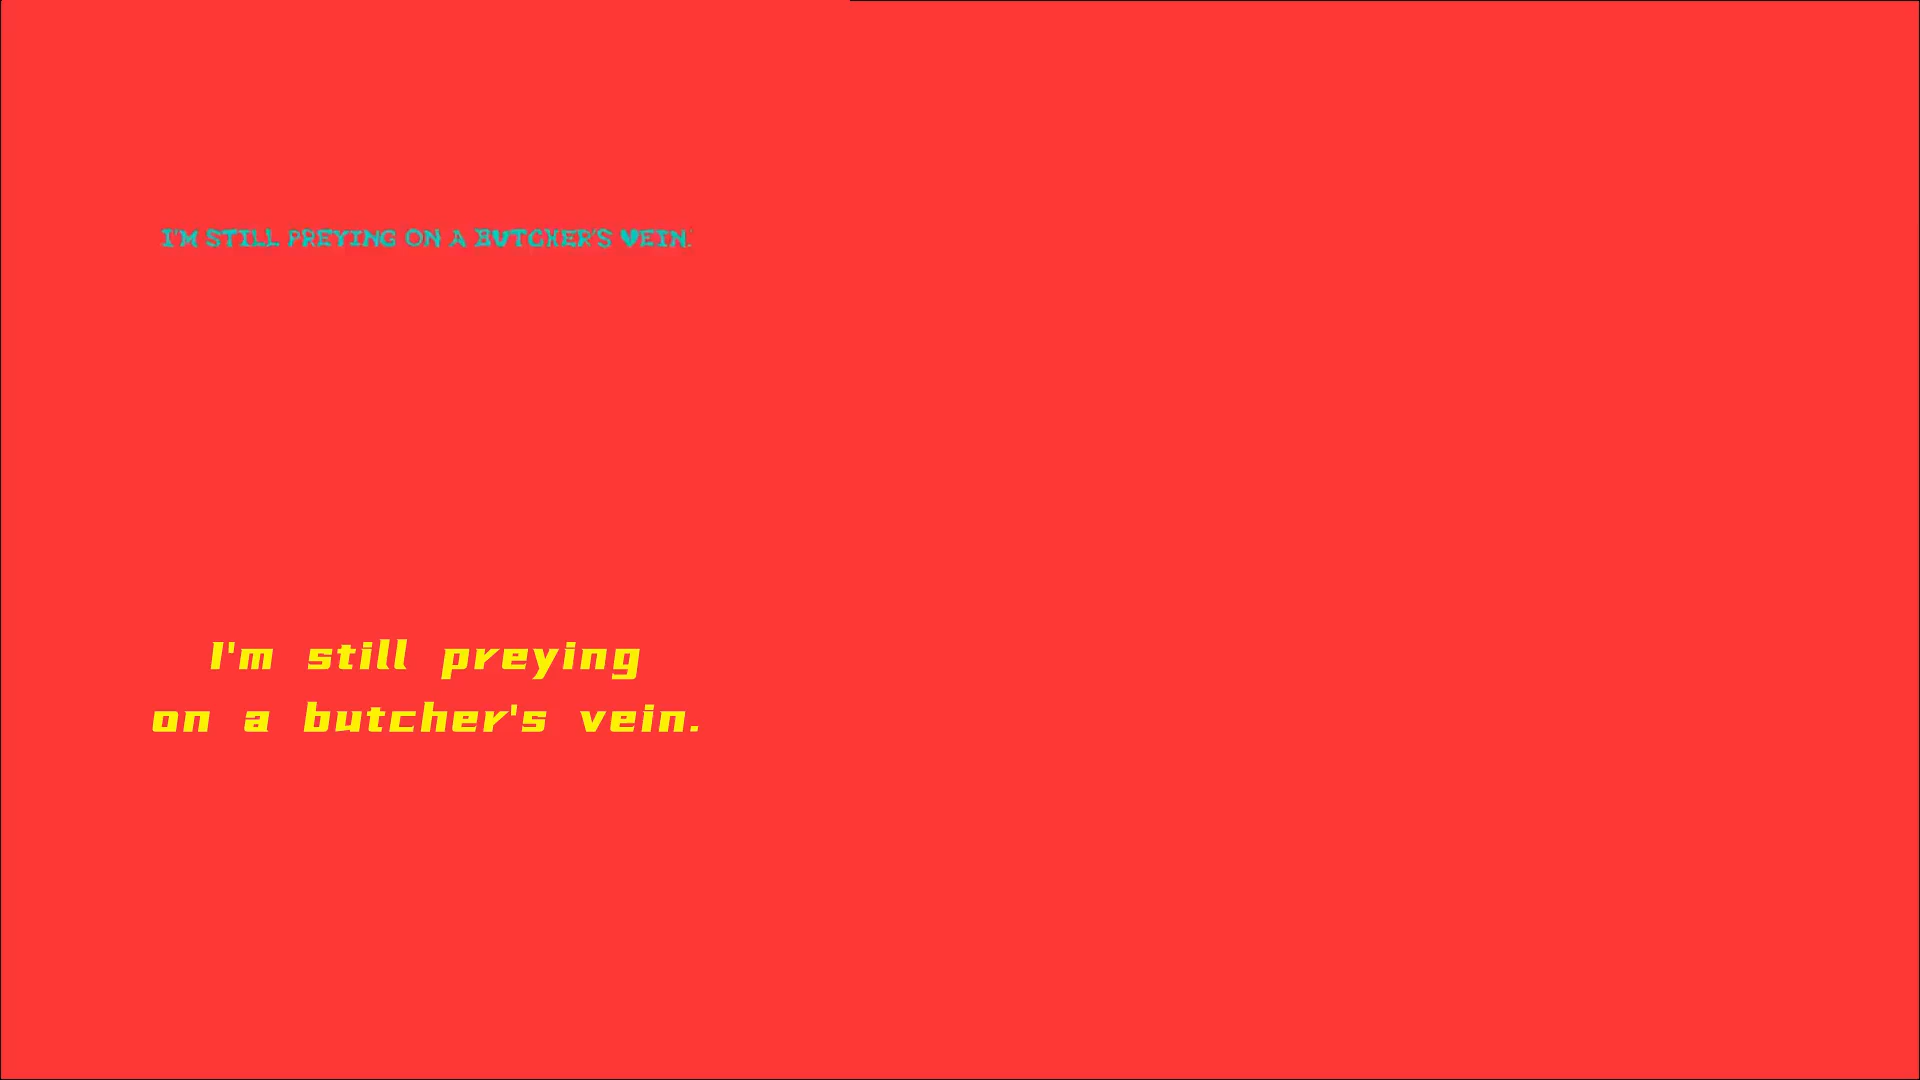 I'M STILL PREYING ON A BUTCHER'S VEIN.
I'm still preying
on a butcher's vein.